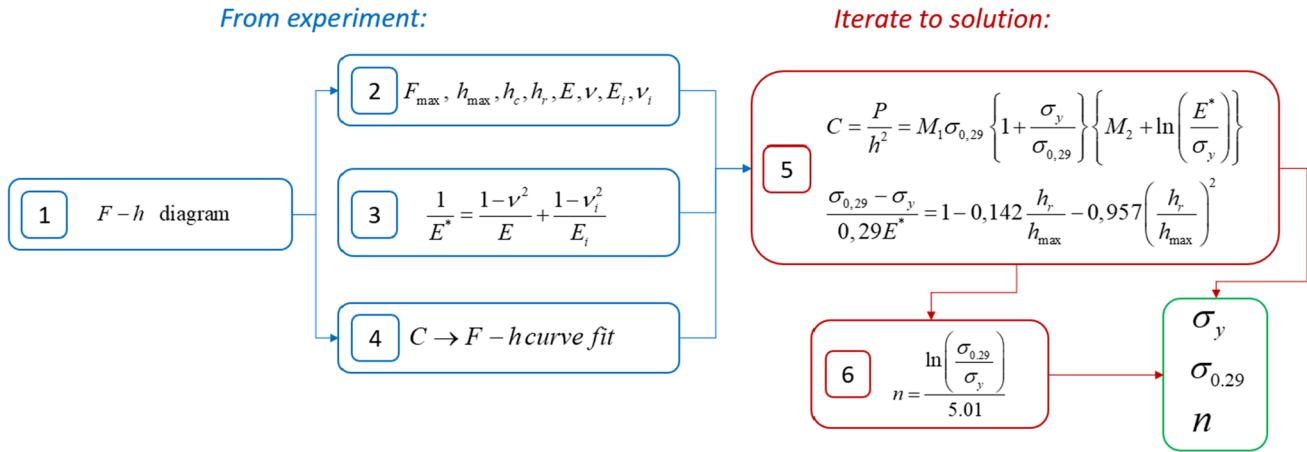 From experiment:
Iterate to solution:
1 F − h diagram
2 F_max, h_max, h_c, h_r, E, ν, E_i, ν_i
3 1/E^* = (1−ν^2)/E + (1−ν_i^2)/E_i
4 C → F − h curve fit
5 C = P/h^2 = M_1σ_0,29 {1 + σ_y/σ_0,29} {M_2 + ln(E^*/σ_y)}
(σ_0,29 − σ_y)/0,29E^* = 1 − 0,142 h_r/h_max − 0,957 (h_r/h_max)^2
6 n = ln(σ_0.29/σ_y)/5.01
σ_y
σ_0.29
n